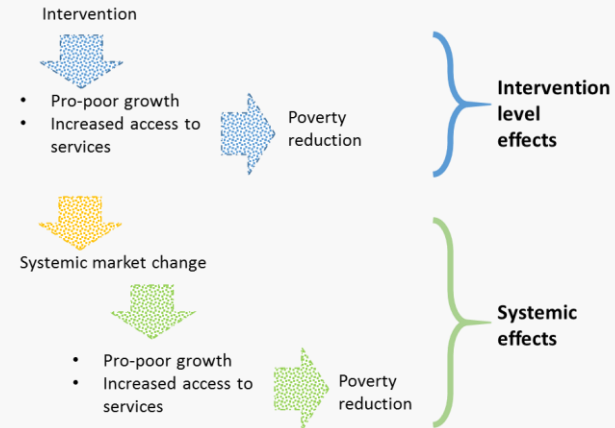 Intervention
• Pro-poor growth
• Increased access to
services
Poverty
reduction
Intervention
level
effects
Systemic market change
• Pro-poor growth
• Increased access to
services
Poverty
reduction
Systemic
effects